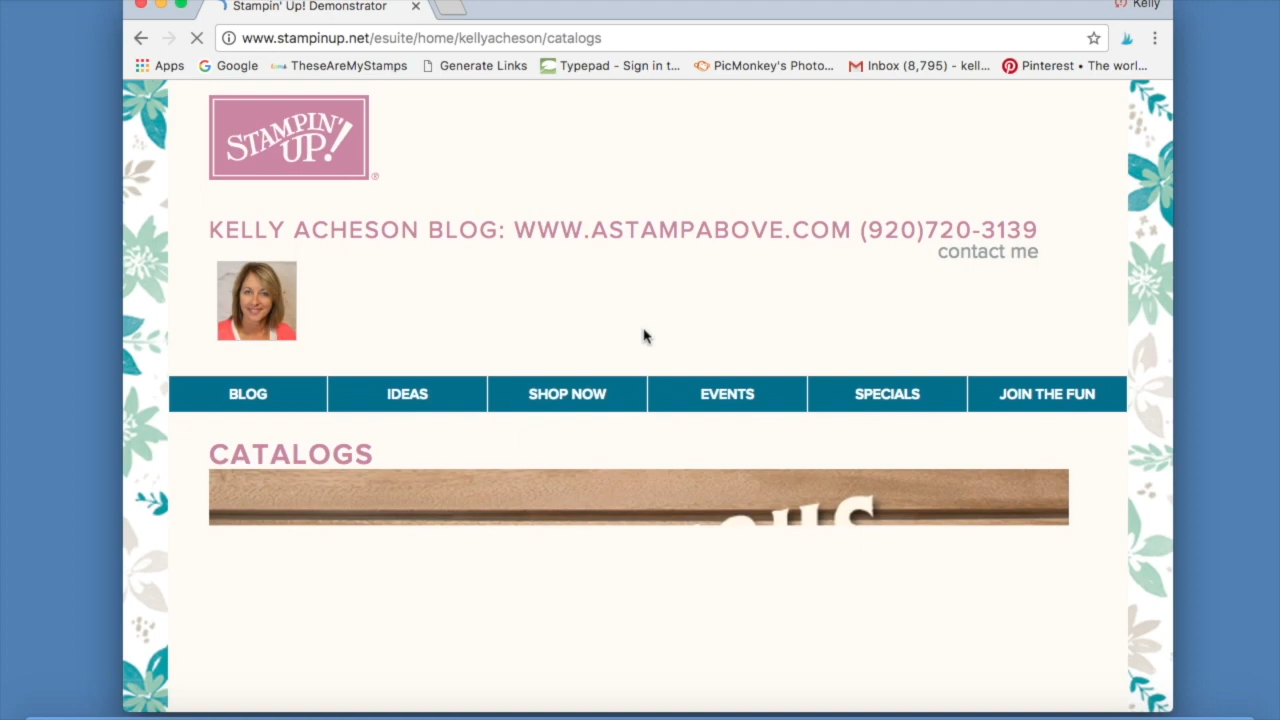 Stampin' Up! Demonstrator
Kelly
www.stampinup.net/esuite/home/kellyacheson/catalogs
Apps Google TheseAreMyStamps Generate Links Typepad - Sign in t... PicMonkey's Photo... Inbox (8,795) - kell... Pinterest • The worl...
STAMPIN'
UP!
®
KELLY ACHESON BLOG: WWW.ASTAMPABOVE.COM (920)720-3139
contact me
BLOG IDEAS SHOP NOW EVENTS SPECIALS JOIN THE FUN
CATALOGS